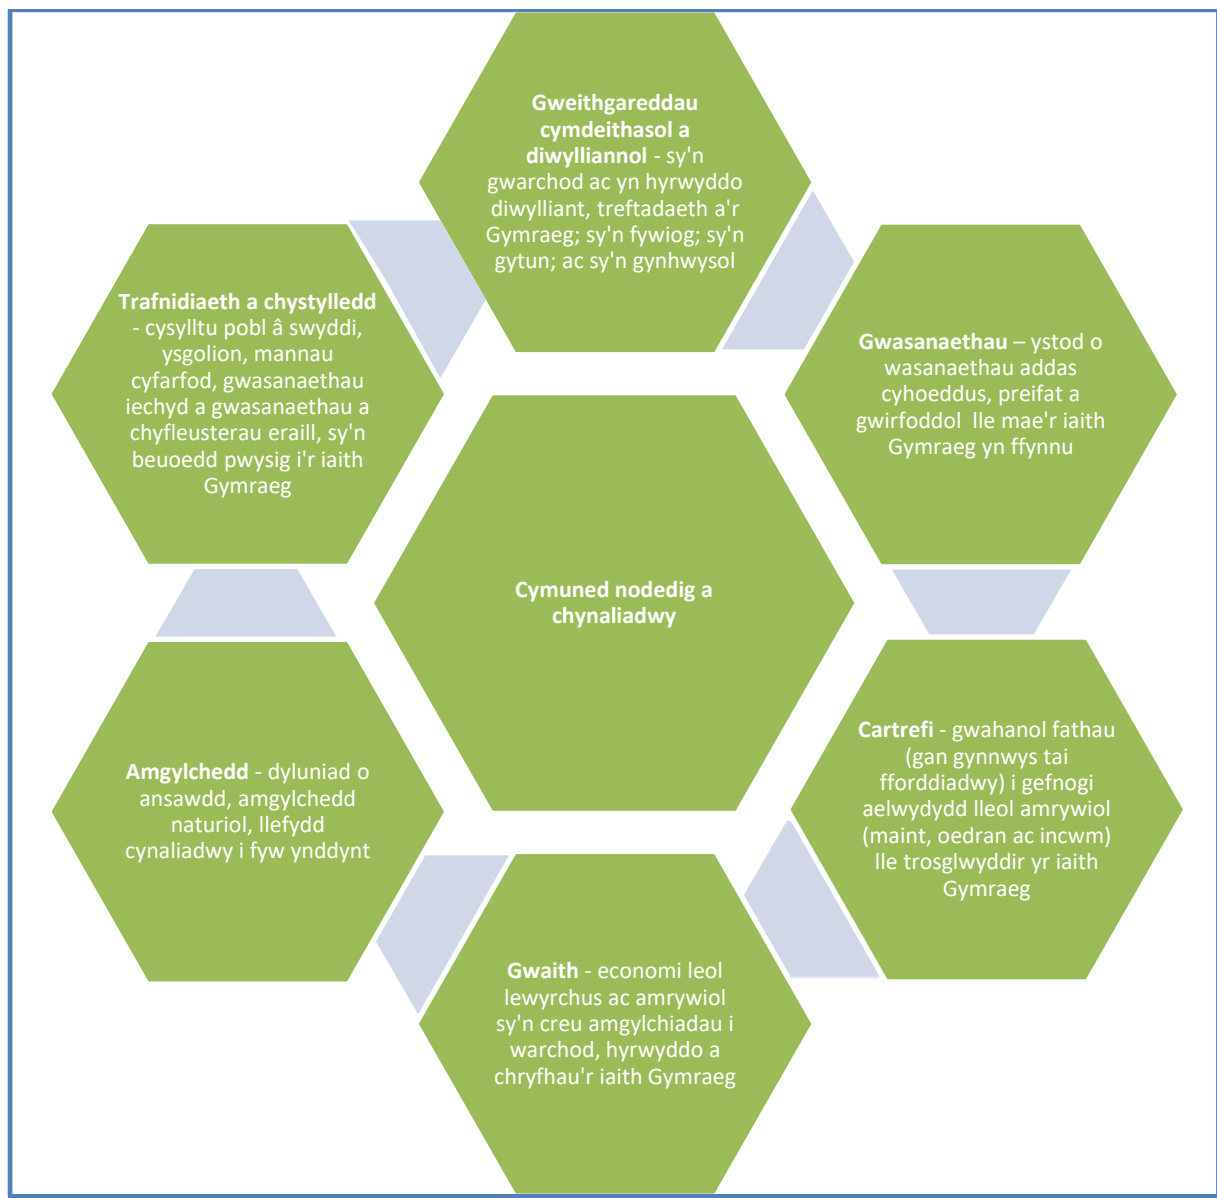 Gweithgareddau
cymdeithasol a
diwylliannol - sy'n
gwarchod ac yn hyrwyddo
diwylliant, treftadaeth a'r
Gymraeg; sy'n fywiog; sy'n
gytun; ac sy'n gynhwysol
Gwasanaethau – ystod o
wasanaethau addas
cyhoeddus, preifat a
gwirfoddol lle mae'r iaith
Gymraeg yn ffynnu
Cartrefi - gwahanol fathau
(gan gynnwys tai
fforddiadwy) i gefnogi
aelwydydd lleol amrywiol
(maint, oedran ac incwm)
lle trosglwyddir yr iaith
Gymraeg
Gwaith - economi leol
lewyrchus ac amrywiol
sy'n creu amgylchiadau i
warchod, hyrwyddo a
chryfhau'r iaith Gymraeg
Amgylchedd - dyluniad o
ansawdd, amgylchedd
naturiol, llefydd
cynaliadwy i fyw ynddynt
Trafnidiaeth a chystylledd
- cysylltu pobl â swyddi,
ysgolion, mannau
cyfarfod, gwasanaethau
iechyd a gwasanaethau a
chyfleusterau eraill, sy'n
beuoedd pwysig i'r iaith
Gymraeg
Cymuned nodedig a
chynaliadwy